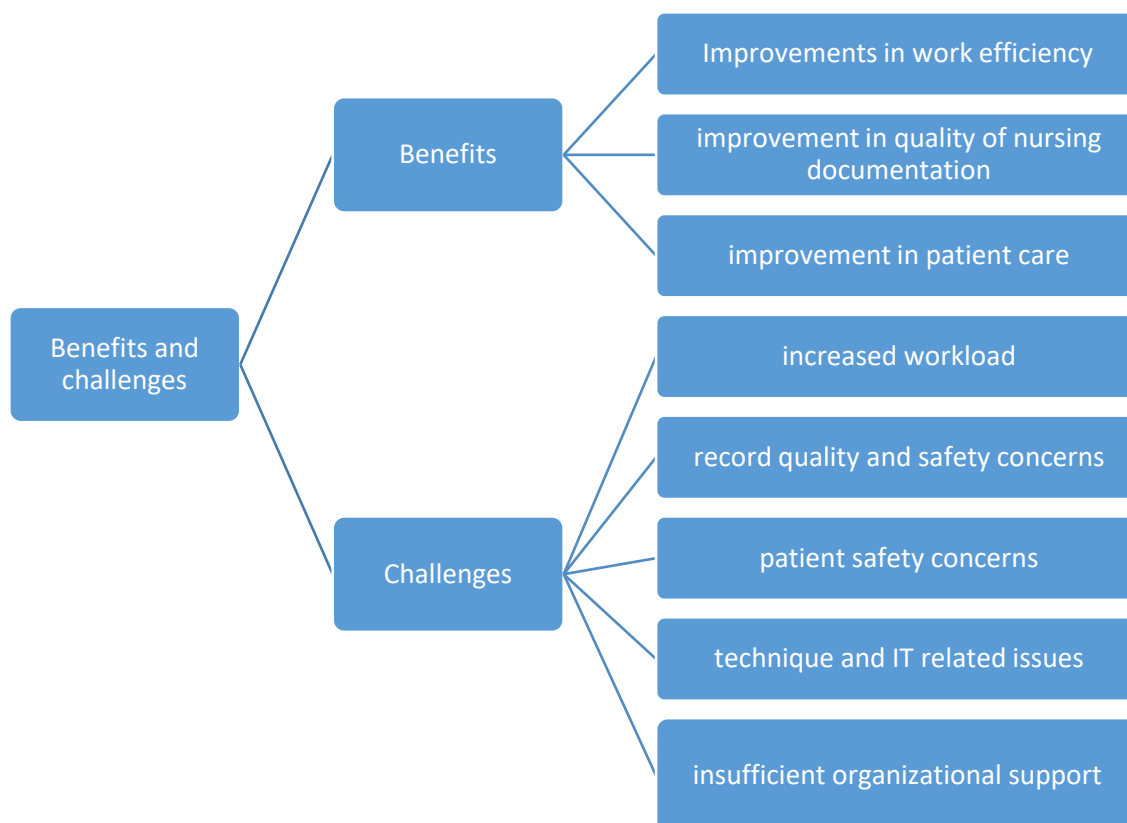 Benefits and
challenges
Benefits
Improvements in work efficiency
improvement in quality of nursing
documentation
improvement in patient care
Challenges
increased workload
record quality and safety concerns
patient safety concerns
technique and IT related issues
insufficient organizational support